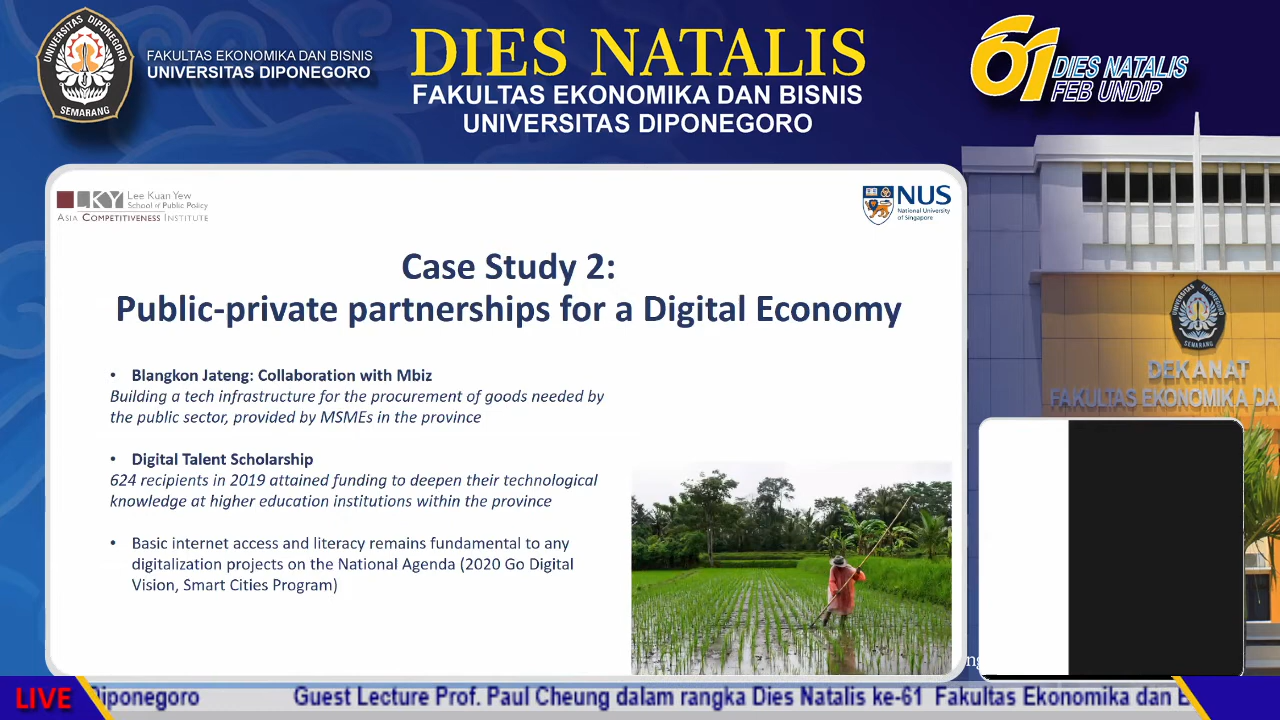 UNIVERSITAS DIPONEGORO
SEMARANG
FAKULTAS EKONOMIKA DAN BISNIS
UNIVERSITAS DIPONEGORO
DIES NATALIS
FAKULTAS EKONOMIKA DAN BISNIS
UNIVERSITAS DIPONEGORO
61 DIES NATALIS
FEB UNDIP
LKY Lee Kuan Yew
School of Public Policy
ASIA COMPETITIVENESS INSTITUTE
NUS
National University
of Singapore
Case Study 2:
Public-private partnerships for a Digital Economy
• Blangkon Jateng: Collaboration with Mbiz
Building a tech infrastructure for the procurement of goods needed by
the public sector, provided by MSMEs in the province
• Digital Talent Scholarship
624 recipients in 2019 attained funding to deepen their technological
knowledge at higher education institutions within the province
• Basic internet access and literacy remains fundamental to any
digitalization projects on the National Agenda (2020 Go Digital
Vision, Smart Cities Program)
UNIVERSITAS DIPONEGORO
SEMARANG
DEKANAT
FAKULTAS EKONOMIKA DA
ng
LIVE
Diponegoro Guest Lecture Prof. Paul Cheung dalam rangka Dies Natalis ke-61 Fakultas Ekonomika dan B